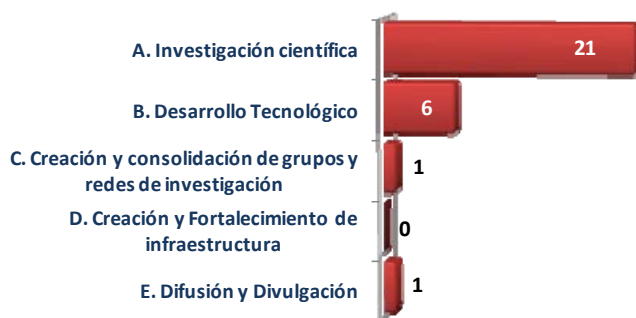 A. Investigación científica 21
B. Desarrollo Tecnológico 6
C. Creación y consolidación de grupos y
redes de investigación 1
D. Creación y Fortalecimiento de
infraestructura 0
E. Difusión y Divulgación 1